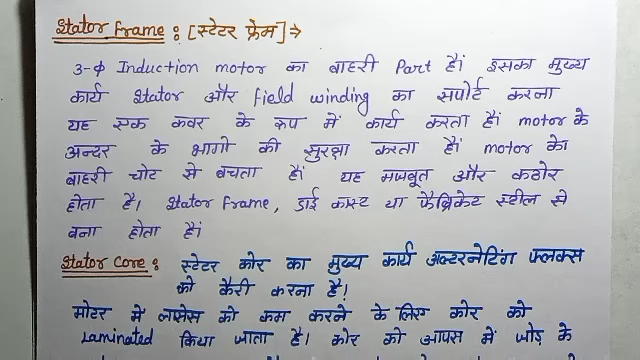 Stator Frame : [स्टेटर फ्रेम] ⇒
3-Φ Induction motor का बाहरी Part है। इसका मुख्य
कार्य Stator और field winding का सपोर्ट करना
यह एक कवर के रूप में कार्य करता है। motor के
अन्दर के भागो की सुरक्षा करता है। motor को
बाहरी चोट से बचता है। यह मजबूत और कठोर
होता है। Stator Frame, डाई कास्ट या फैब्रिकेट स्टील से
बना होता है।
Stator Core : स्टेटर कोर का मुख्य कार्य अल्टरनेटिंग फ्लक्स
को कैरी करना है!
मोटर में लासेस को कम करने के लिए कोर को
Laminated किया जाता है। कोर को आपस में जोड़ के